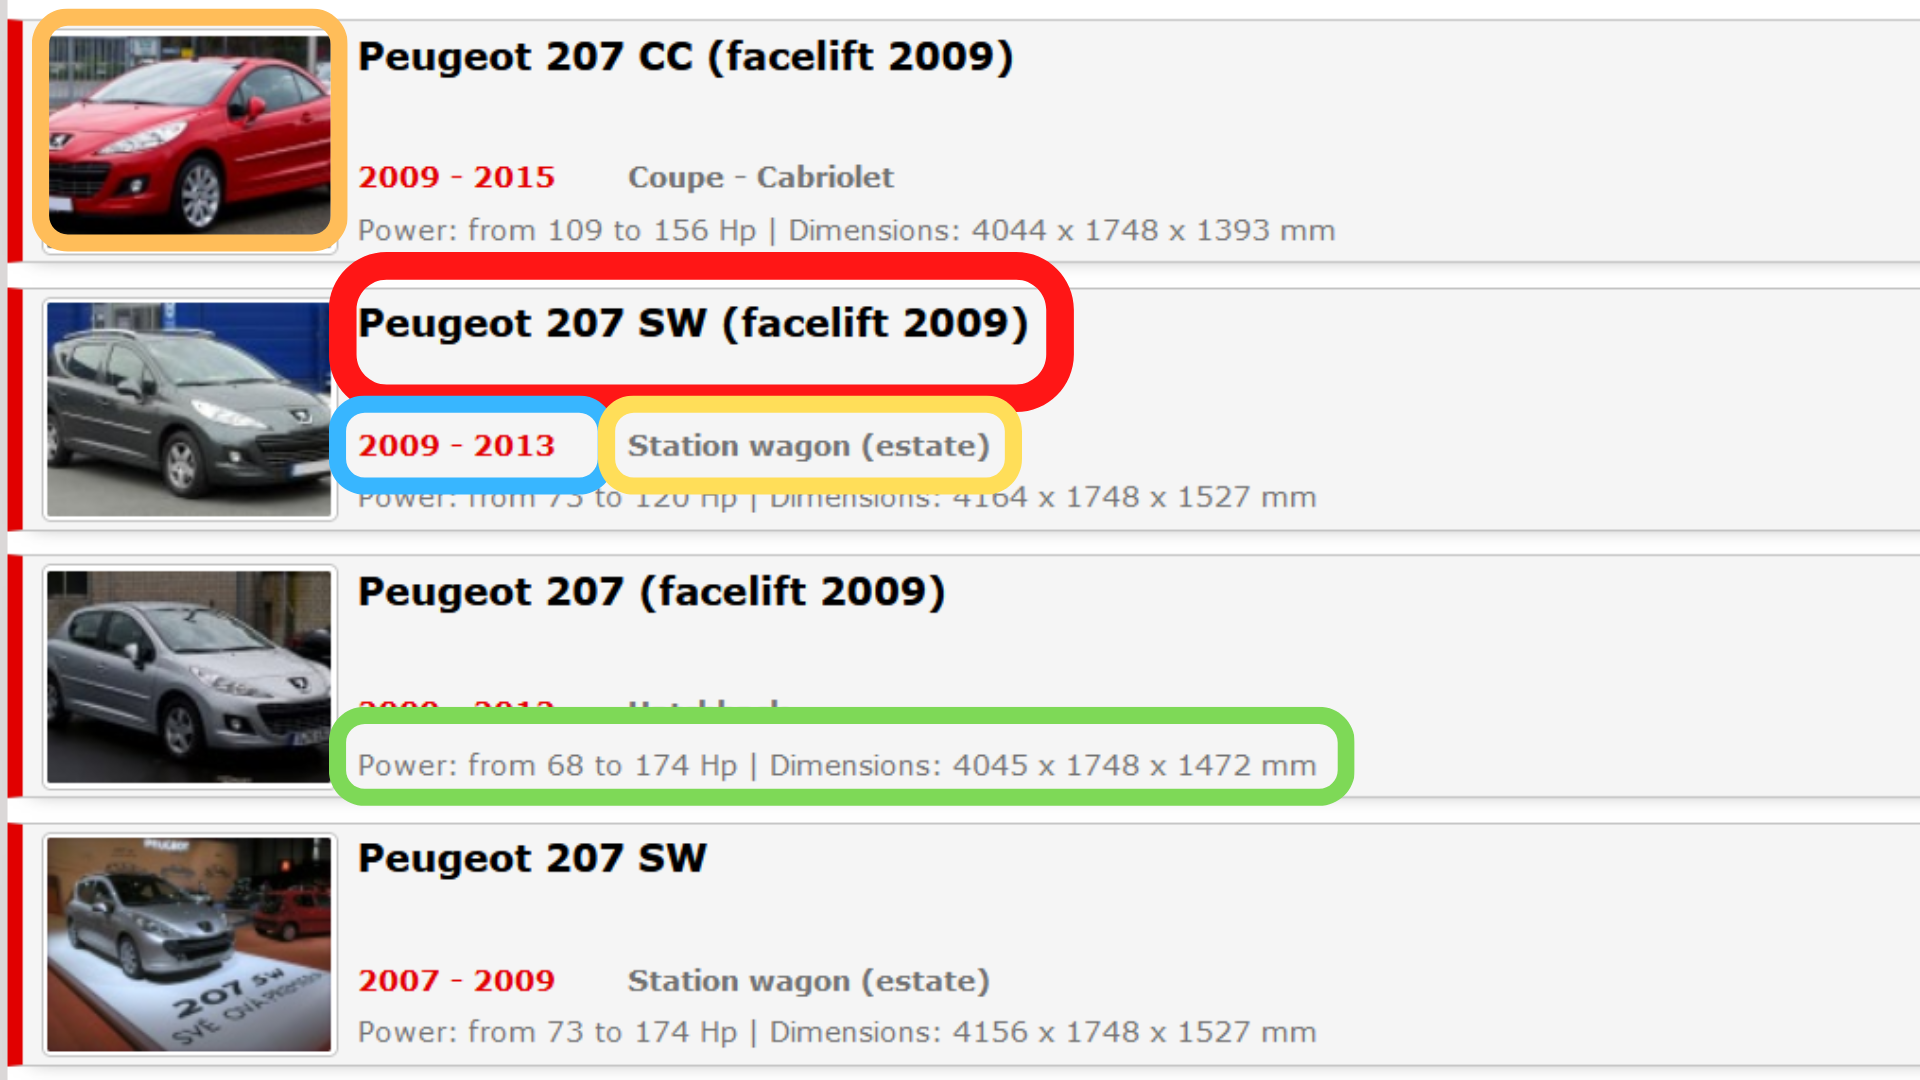 Peugeot 207 CC (facelift 2009)
2009 - 2015 Coupe - Cabriolet
Power: from 109 to 156 Hp | Dimensions: 4044 x 1748 x 1393 mm
Peugeot 207 SW (facelift 2009)
2009 - 2013 Station wagon (estate)
Power: from 73 to 120 Hp | Dimensions: 4164 x 1748 x 1527 mm
Peugeot 207 (facelift 2009)
Power: from 68 to 174 Hp | Dimensions: 4045 x 1748 x 1472 mm
Peugeot 207 SW
PEUGEOT
207 SW
2007 - 2009 Station wagon (estate)
Power: from 73 to 174 Hp | Dimensions: 4156 x 1748 x 1527 mm